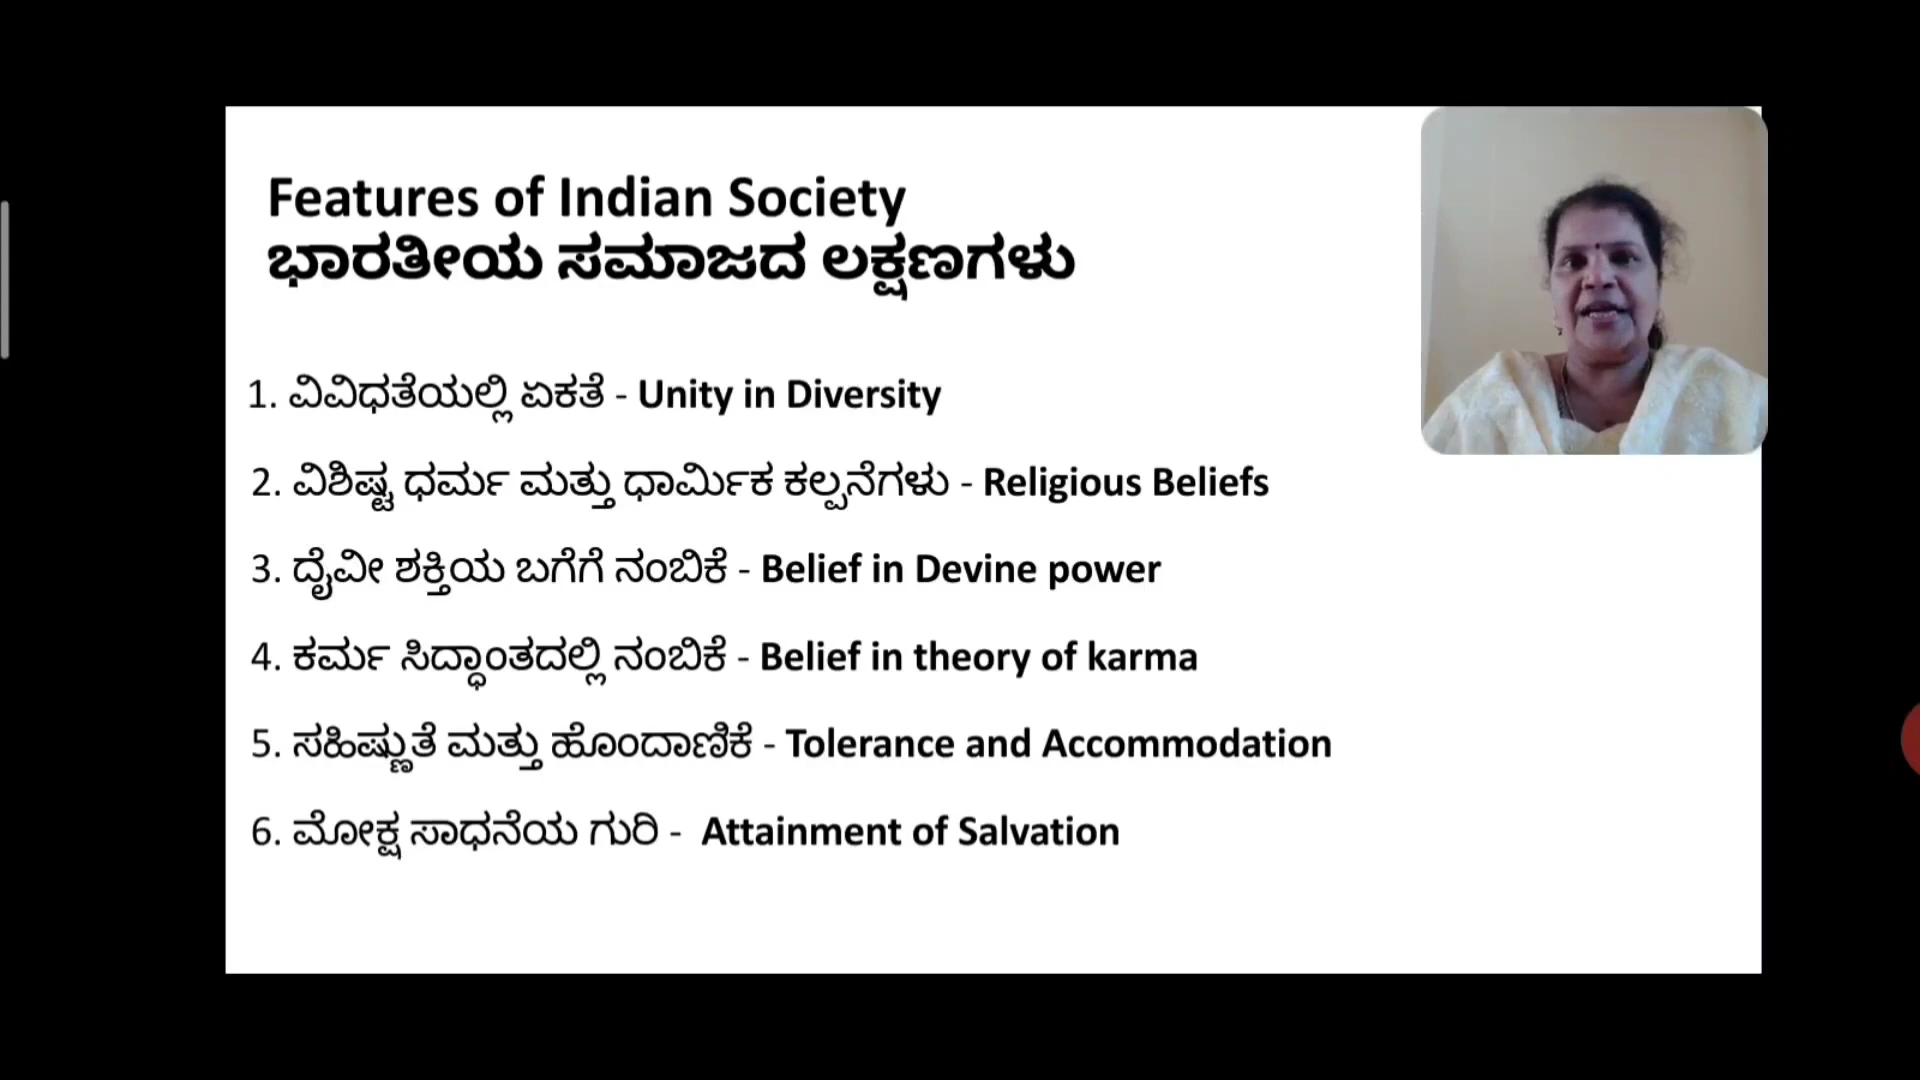 Features of Indian Society
ಭಾರತೀಯ ಸಮಾಜದ ಲಕ್ಷಣಗಳು
1. ವಿವಿಧತೆಯಲ್ಲಿ ಏಕತೆ - Unity in Diversity
2. ವಿಶಿಷ್ಟ ಧರ್ಮ ಮತ್ತು ಧಾರ್ಮಿಕ ಕಲ್ಪನೆಗಳು - Religious Beliefs
3. ದೈವೀ ಶಕ್ತಿಯ ಬಗೆಗೆ ನಂಬಿಕೆ - Belief in Devine power
4. ಕರ್ಮ ಸಿದ್ಧಾಂತದಲ್ಲಿ ನಂಬಿಕೆ - Belief in theory of karma
5. ಸಹಿಷ್ಣುತೆ ಮತ್ತು ಹೊಂದಾಣಿಕೆ - Tolerance and Accommodation
6. ಮೋಕ್ಷ ಸಾಧನೆಯ ಗುರಿ - Attainment of Salvation